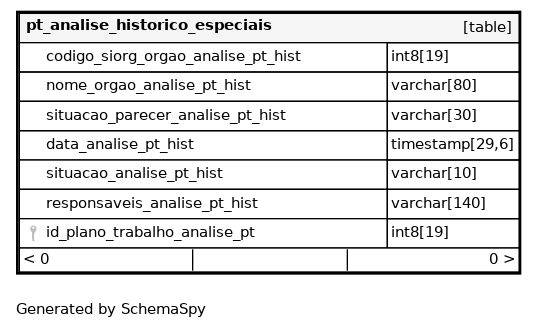 pt_analise_historico_especiais [table]
codigo_siorg_orgao_analise_pt_hist int8[19]
nome_orgao_analise_pt_hist varchar[80]
situacao_parecer_analise_pt_hist varchar[30]
data_analise_pt_hist timestamp[29,6]
situacao_analise_pt_hist varchar[10]
responsaveis_analise_pt_hist varchar[140]
id_plano_trabalho_analise_pt int8[19]
< 0 0 >
Generated by SchemaSpy